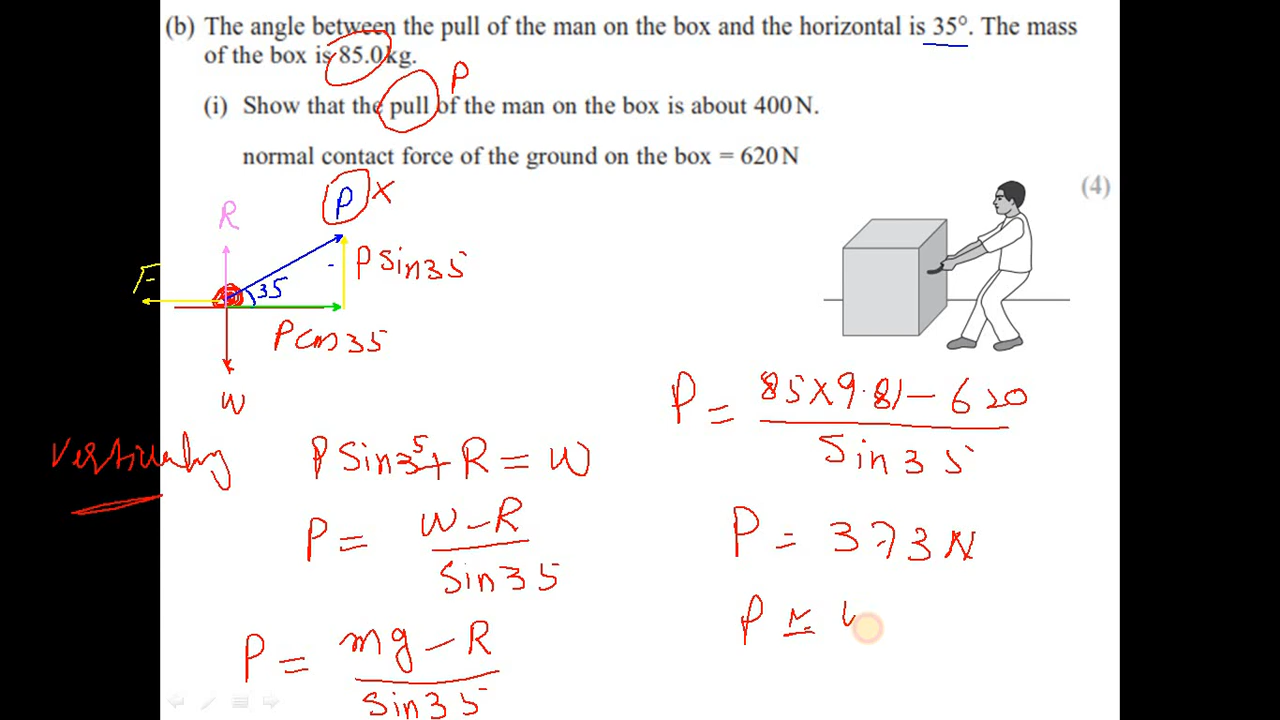 (b) The angle between the pull of the man on the box and the horizontal is 35°. The mass
of the box is 85.0 kg.
P
(i) Show that the pull of the man on the box is about 400 N.
normal contact force of the ground on the box = 620 N
(4)
P X
R
P sin 35
F
35
P cos 35
W
Vertically
P sin 35 + R = W
P = W - R / sin 35
P = mg - R / sin 35
P = 85 x 9.81 - 620 / sin 35
P = 373 N
P ≃ 4